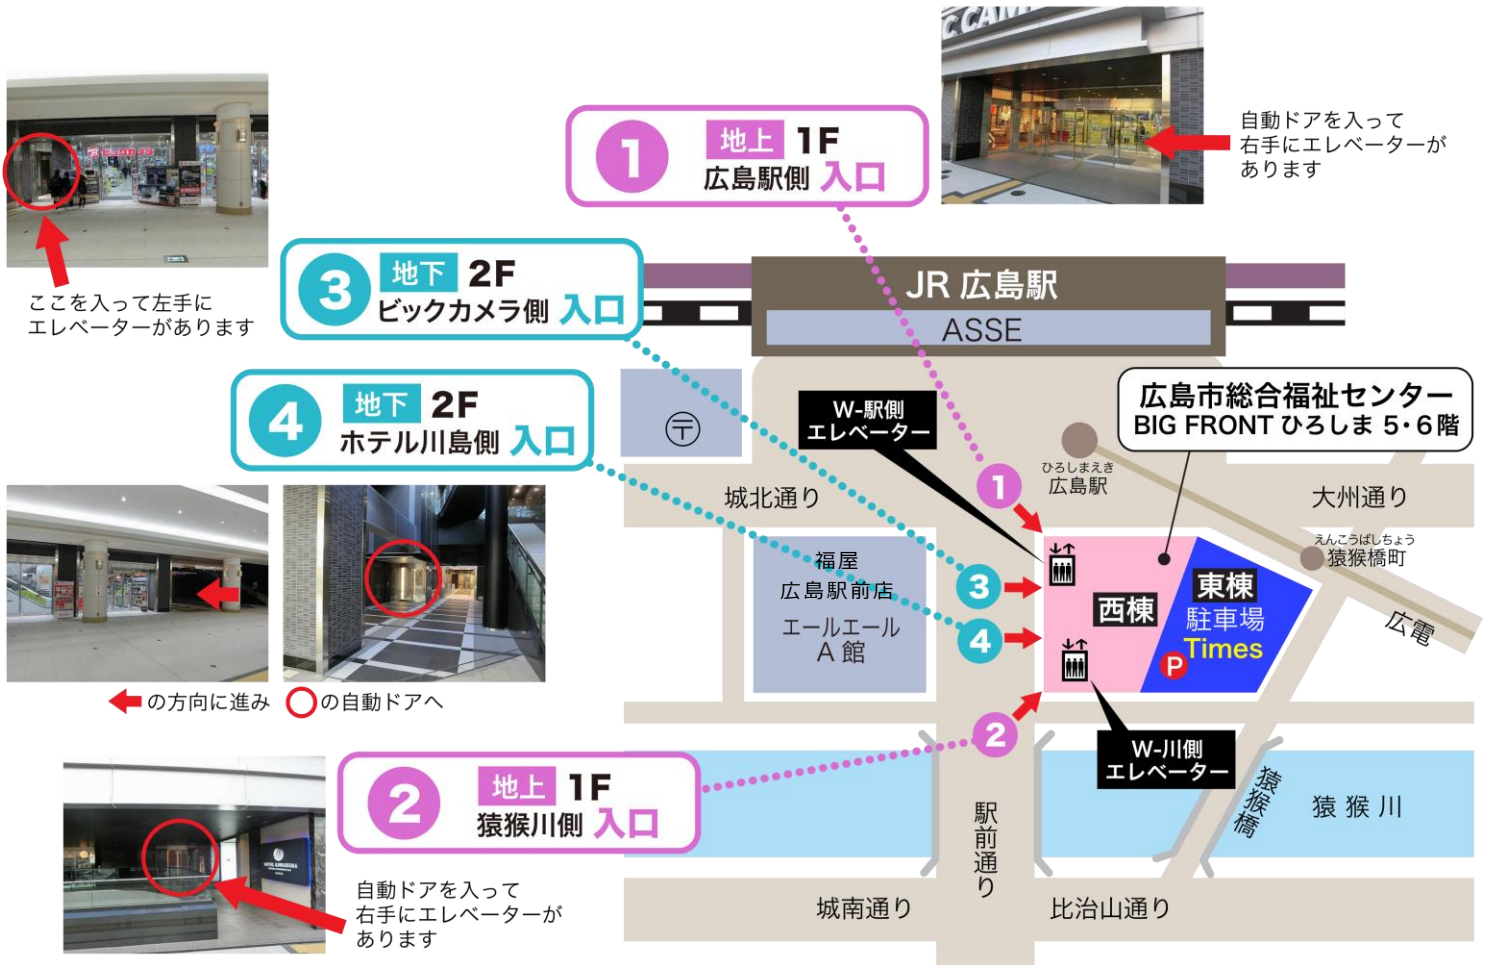 C CAM
自動ドアを入って
右手にエレベーターが
あります
1
地上 1F
広島駅側 入口
ここを入って左手に
エレベーターがあります
3
地下 2F
ビックカメラ側 入口
4
地下 2F
ホテル川島側 入口
の方向に進み の自動ドアへ
2
地上 1F
猿猴川側 入口
自動ドアを入って
右手にエレベーターが
あります
JR 広島駅
ASSE
〒
W-駅側
エレベーター
広島市総合福祉センター
BIG FRONT ひろしま 5・6階
ひろしまえき
広島駅
城北通り
1
大州通り
えんこうばしちょう
猿猴橋町
広電
福屋
広島駅前店
エールエール
A 館
3
4
西棟
東棟
駐車場
Times
P
2
W-川側
エレベーター
駅前通り
猿猴橋
猿猴川
城南通り
比治山通り